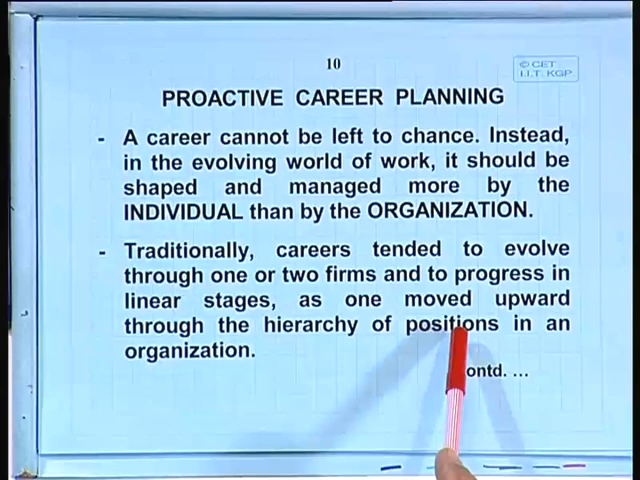 10
© CET
I.I.T. KGP
PROACTIVE CAREER PLANNING
- A career cannot be left to chance. Instead,
in the evolving world of work, it should be
shaped and managed more by the
INDIVIDUAL than by the ORGANIZATION.
- Traditionally, careers tended to evolve
through one or two firms and to progress in
linear stages, as one moved upward
through the hierarchy of positions in an
organization.
ontd. ...